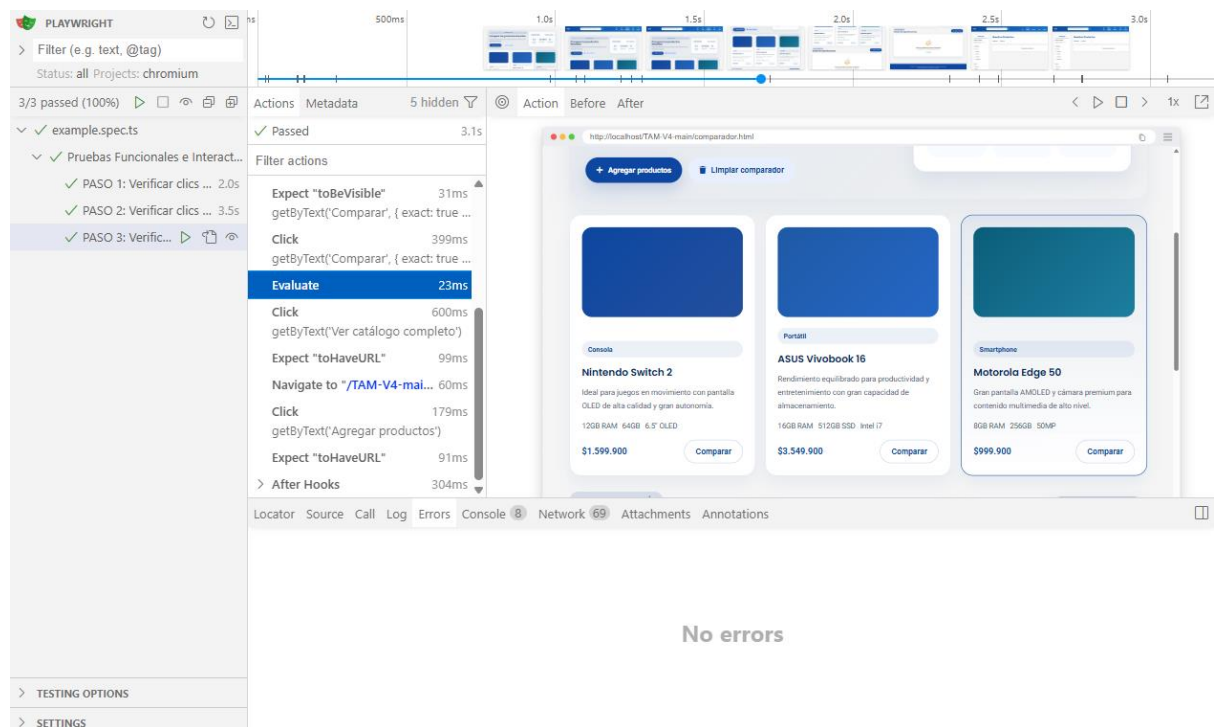 PLAYWRIGHT
Filter (e.g. text, @tag)
Status: all Projects: chromium
3/3 passed (100%)
example.spec.ts
Pruebas Funcionales e Interact...
PASO 1: Verificar clics ... 2.0s
PASO 2: Verificar clics ... 3.5s
PASO 3: Verific...
TESTING OPTIONS
SETTINGS
ns 500ms 1.0s 1.5s 2.0s 2.5s 3.0s
Actions Metadata 5 hidden
Passed 3.1s
Filter actions
Expect "toBeVisible" 31ms
getByText('Comparar', { exact: true ...
Click 399ms
getByText('Comparar', { exact: true ...
Evaluate 23ms
Click 600ms
getByText('Ver catálogo completo')
Expect "toHaveURL" 99ms
Navigate to "/TAM-V4-mai... 60ms
Click 179ms
getByText('Agregar productos')
Expect "toHaveURL" 91ms
After Hooks 304ms
Action Before After 1x
http://localhost/TAM-V4-main/comparador.html
+ Agregar productos Limpiar comparador
Consola
Nintendo Switch 2
Ideal para juegos en movimiento con pantalla
OLED de alta calidad y gran autonomía.
12GB RAM 64GB 6.5" OLED
$1.599.900 Comparar
Portátil
ASUS Vivobook 16
Rendimiento equilibrado para productividad y
entretenimiento con gran capacidad de
almacenamiento.
16GB RAM 512GB SSD Intel i7
$3.549.900 Comparar
Smartphone
Motorola Edge 50
Gran pantalla AMOLED y cámara premium para
contenido multimedia de alto nivel.
8GB RAM 256GB 50MP
$999.900 Comparar
Locator Source Call Log Errors Console 8 Network 69 Attachments Annotations
No errors